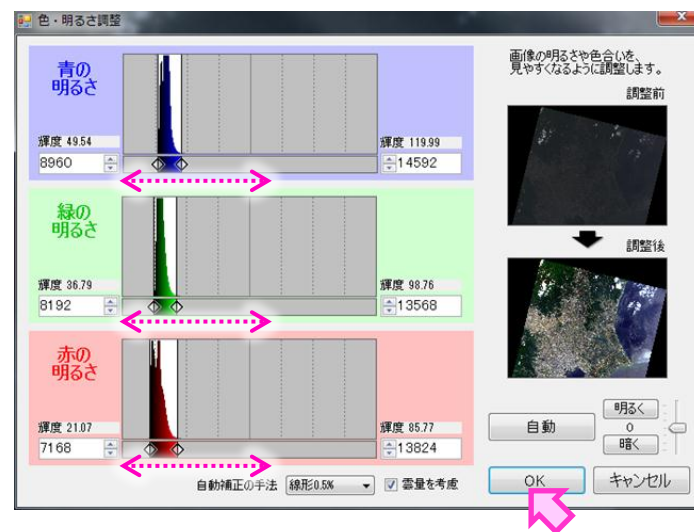 色・明るさ調整
青の
明るさ
輝度 49.54
8960
輝度 119.99
14592
緑の
明るさ
輝度 36.79
8192
輝度 98.76
13568
赤の
明るさ
輝度 21.07
7168
輝度 85.77
13824
自動補正の手法
線形0.5%
雲量を考慮
画像の明るさや色合いを、
見やすくなるように調整します。
調整前
調整後
自動
明るく
0
暗く
OK
キャンセル